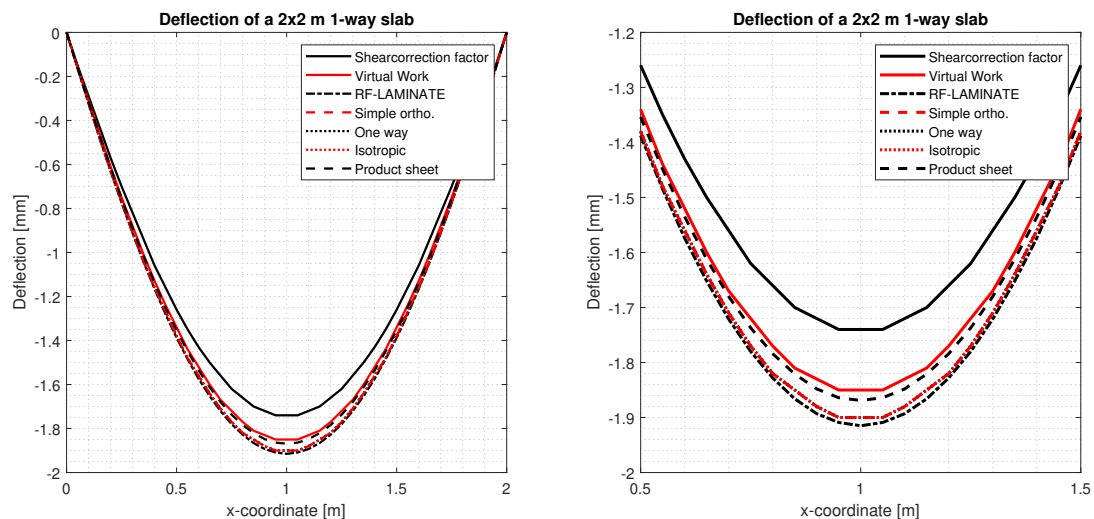 Deflection of a 2x2 m 1-way slab
0
-0.2
-0.4
-0.6
-0.8
-1
-1.2
-1.4
-1.6
-1.8
-2
Deflection [mm]
Shearcorrection factor
Virtual Work
RF-LAMINATE
Simple ortho.
One way
Isotropic
Product sheet
0 0.5 1 1.5 2
x-coordinate [m]
Deflection of a 2x2 m 1-way slab
-1.2
-1.3
-1.4
-1.5
-1.6
-1.7
-1.8
-1.9
-2
Deflection [mm]
Shearcorrection factor
Virtual Work
RF-LAMINATE
Simple ortho.
One way
Isotropic
Product sheet
0.5 1 1.5
x-coordinate [m]